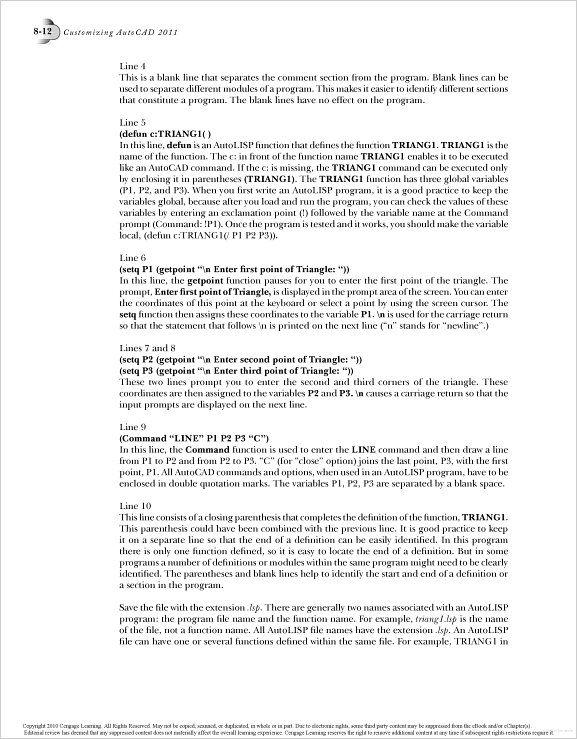 8-12 Customizing AutoCAD 2011
Line 4
This is a blank line that separates the comment section from the program. Blank lines can be
used to separate different modules of a program. This makes it easier to identify different sections
that constitute a program. The blank lines have no effect on the program.
Line 5
(defun c:TRIANG1( )
In this line, defun is an AutoLISP function that defines the function TRIANG1. TRIANG1 is the
name of the function. The c: in front of the function name TRIANG1 enables it to be executed
like an AutoCAD command. If the c: is missing, the TRIANG1 command can be executed only
by enclosing it in parentheses (TRIANG1). The TRIANG1 function has three global variables
(P1, P2, and P3). When you first write an AutoLISP program, it is a good practice to keep the
variables global, because after you load and run the program, you can check the values of these
variables by entering an exclamation point (!) followed by the variable name at the Command
prompt (Command: !P1). Once the program is tested and it works, you should make the variable
local, (defun c:TRIANG1(/ P1 P2 P3)).
Line 6
(setq P1 (getpoint “\n Enter first point of Triangle: “))
In this line, the getpoint function pauses for you to enter the first point of the triangle. The
prompt, Enter first point of Triangle, is displayed in the prompt area of the screen. You can enter
the coordinates of this point at the keyboard or select a point by using the screen cursor. The
setq function then assigns these coordinates to the variable P1. \n is used for the carriage return
so that the statement that follows \n is printed on the next line (“n” stands for “newline”.)
Lines 7 and 8
(setq P2 (getpoint “\n Enter second point of Triangle: “))
(setq P3 (getpoint “\n Enter third point of Triangle: “))
These two lines prompt you to enter the second and third corners of the triangle. These
coordinates are then assigned to the variables P2 and P3. \n causes a carriage return so that the
input prompts are displayed on the next line.
Line 9
(Command “LINE” P1 P2 P3 “C”)
In this line, the Command function is used to enter the LINE command and then draw a line
from P1 to P2 and from P2 to P3. “C” (for “close” option) joins the last point, P3, with the first
point, P1. All AutoCAD commands and options, when used in an AutoLISP program, have to be
enclosed in double quotation marks. The variables P1, P2, P3 are separated by a blank space.
Line 10
This line consists of a closing parenthesis that completes the definition of the function, TRIANG1.
This parenthesis could have been combined with the previous line. It is good practice to keep
it on a separate line so that the end of a definition can be easily identified. In this program
there is only one function defined, so it is easy to locate the end of a definition. But in some
programs a number of definitions or modules within the same program might need to be clearly
identified. The parentheses and blank lines help to identify the start and end of a definition or
a section in the program.
Save the file with the extension .lsp. There are generally two names associated with an AutoLISP
program: the program file name and the function name. For example, triang1.lsp is the name
of the file, not a function name. All AutoLISP file names have the extension .lsp. An AutoLISP
file can have one or several functions defined within the same file. For example, TRIANG1 in
Copyright 2010 Cengage Learning. All Rights Reserved. May not be copied, scanned, or duplicated, in whole or in part. Due to electronic rights, some third party content may be suppressed from the eBook and/or eChapter(s).
Editorial review has deemed that any suppressed content does not materially affect the overall learning experience. Cengage Learning reserves the right to remove additional content at any time if subsequent rights restrictions require it.